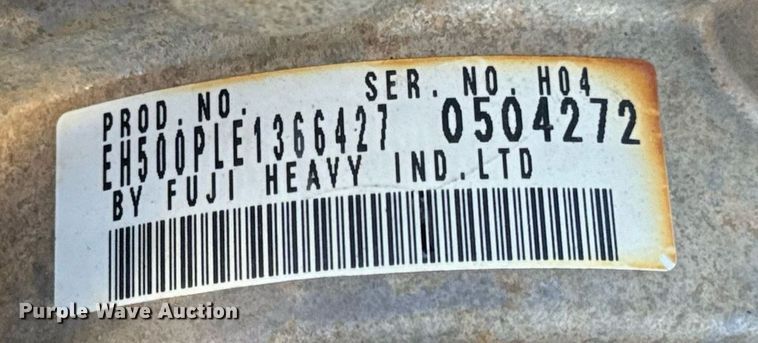 PROD.NO. SER.NO.H04
EH500PLE1366427 0504272
BY FUJI HEAVY IND.LTD
Purple Wave Auction